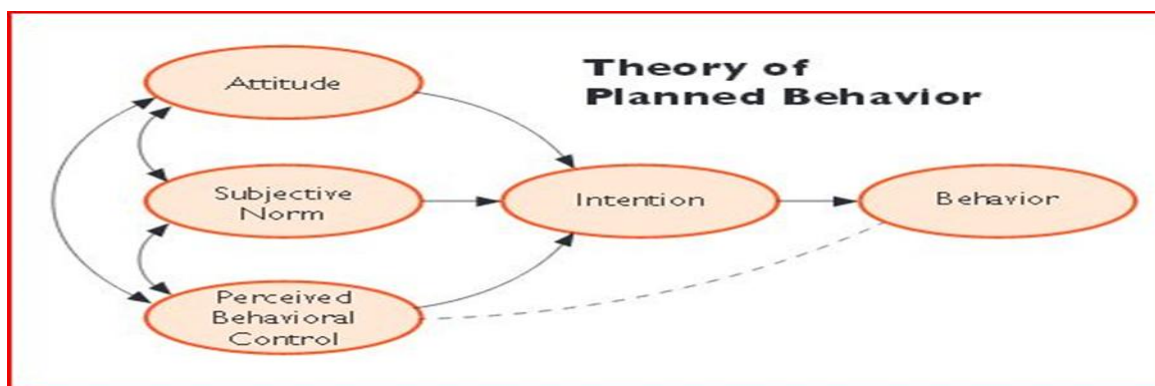 Theory of
Planned Behavior
Attitude
Subjective
Norm
Intention
Behavior
Perceived
Behavioral
Control